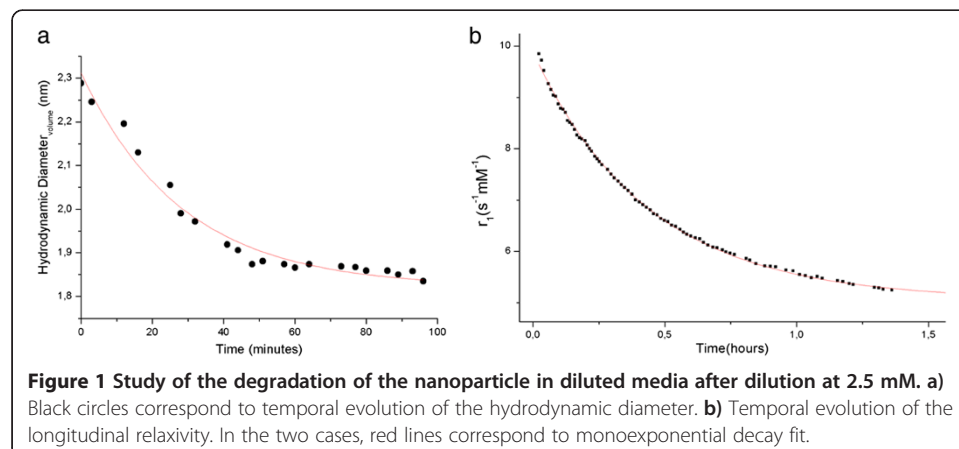 a
Hydrodynamic Diameter volume (nm)
2,3
2,2
2,1
2,0
1,9
1,8
0
20
40
60
80
100
Time (minutes)
b
r1(s-1mM-1)
10
8
6
0,0
0,5
1,0
1,5
Time(hours)
Figure 1 Study of the degradation of the nanoparticle in diluted media after dilution at 2.5 mM. a)
Black circles correspond to temporal evolution of the hydrodynamic diameter. b) Temporal evolution of the
longitudinal relaxivity. In the two cases, red lines correspond to monoexponential decay fit.